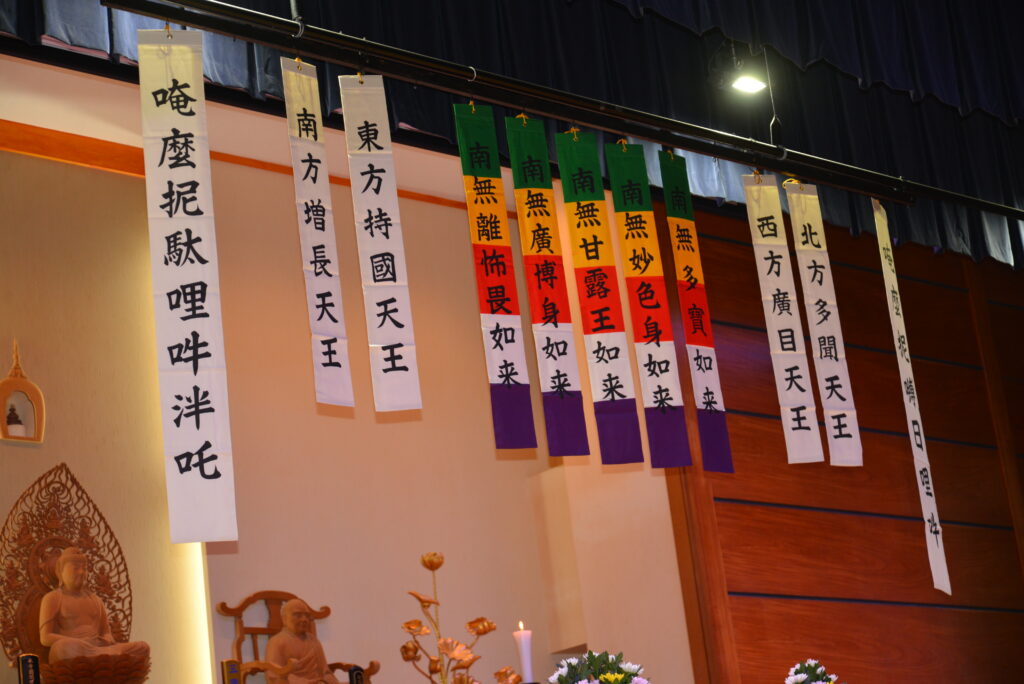 唵麼抳馱哩吽泮吒
南方增長天王
東方持國天王
南無離怖畏如来
南無廣博身如来
南無甘露王如来
南無妙色身如来
南無多寶如来
西方廣目天王
北方多聞天王